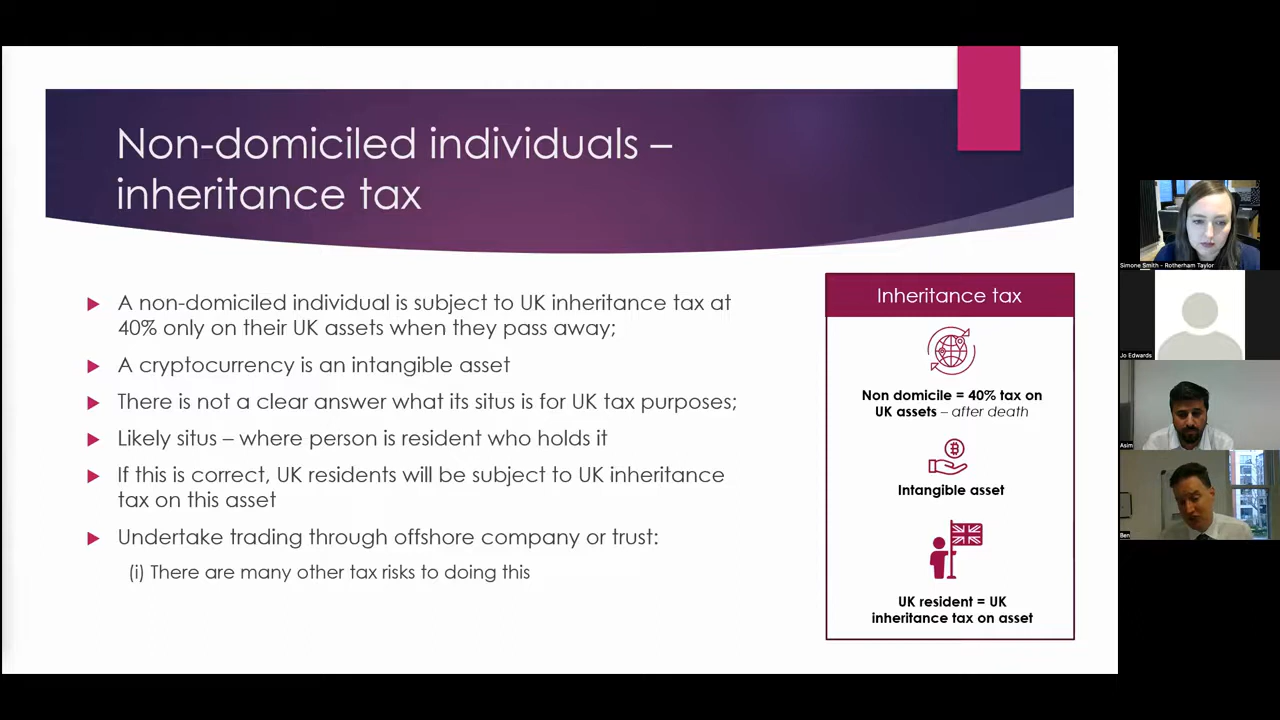 Non-domiciled individuals –
inheritance tax
A non-domiciled individual is subject to UK inheritance tax at
40% only on their UK assets when they pass away;
A cryptocurrency is an intangible asset
There is not a clear answer what its situs is for UK tax purposes;
Likely situs – where person is resident who holds it
If this is correct, UK residents will be subject to UK inheritance
tax on this asset
Undertake trading through offshore company or trust:
(i) There are many other tax risks to doing this
Inheritance tax
Non domicile = 40% tax on
UK assets – after death
Intangible asset
UK resident = UK
inheritance tax on asset
Simone Smith - Rotherham Taylor
Jo Edwards
Asim
Ben